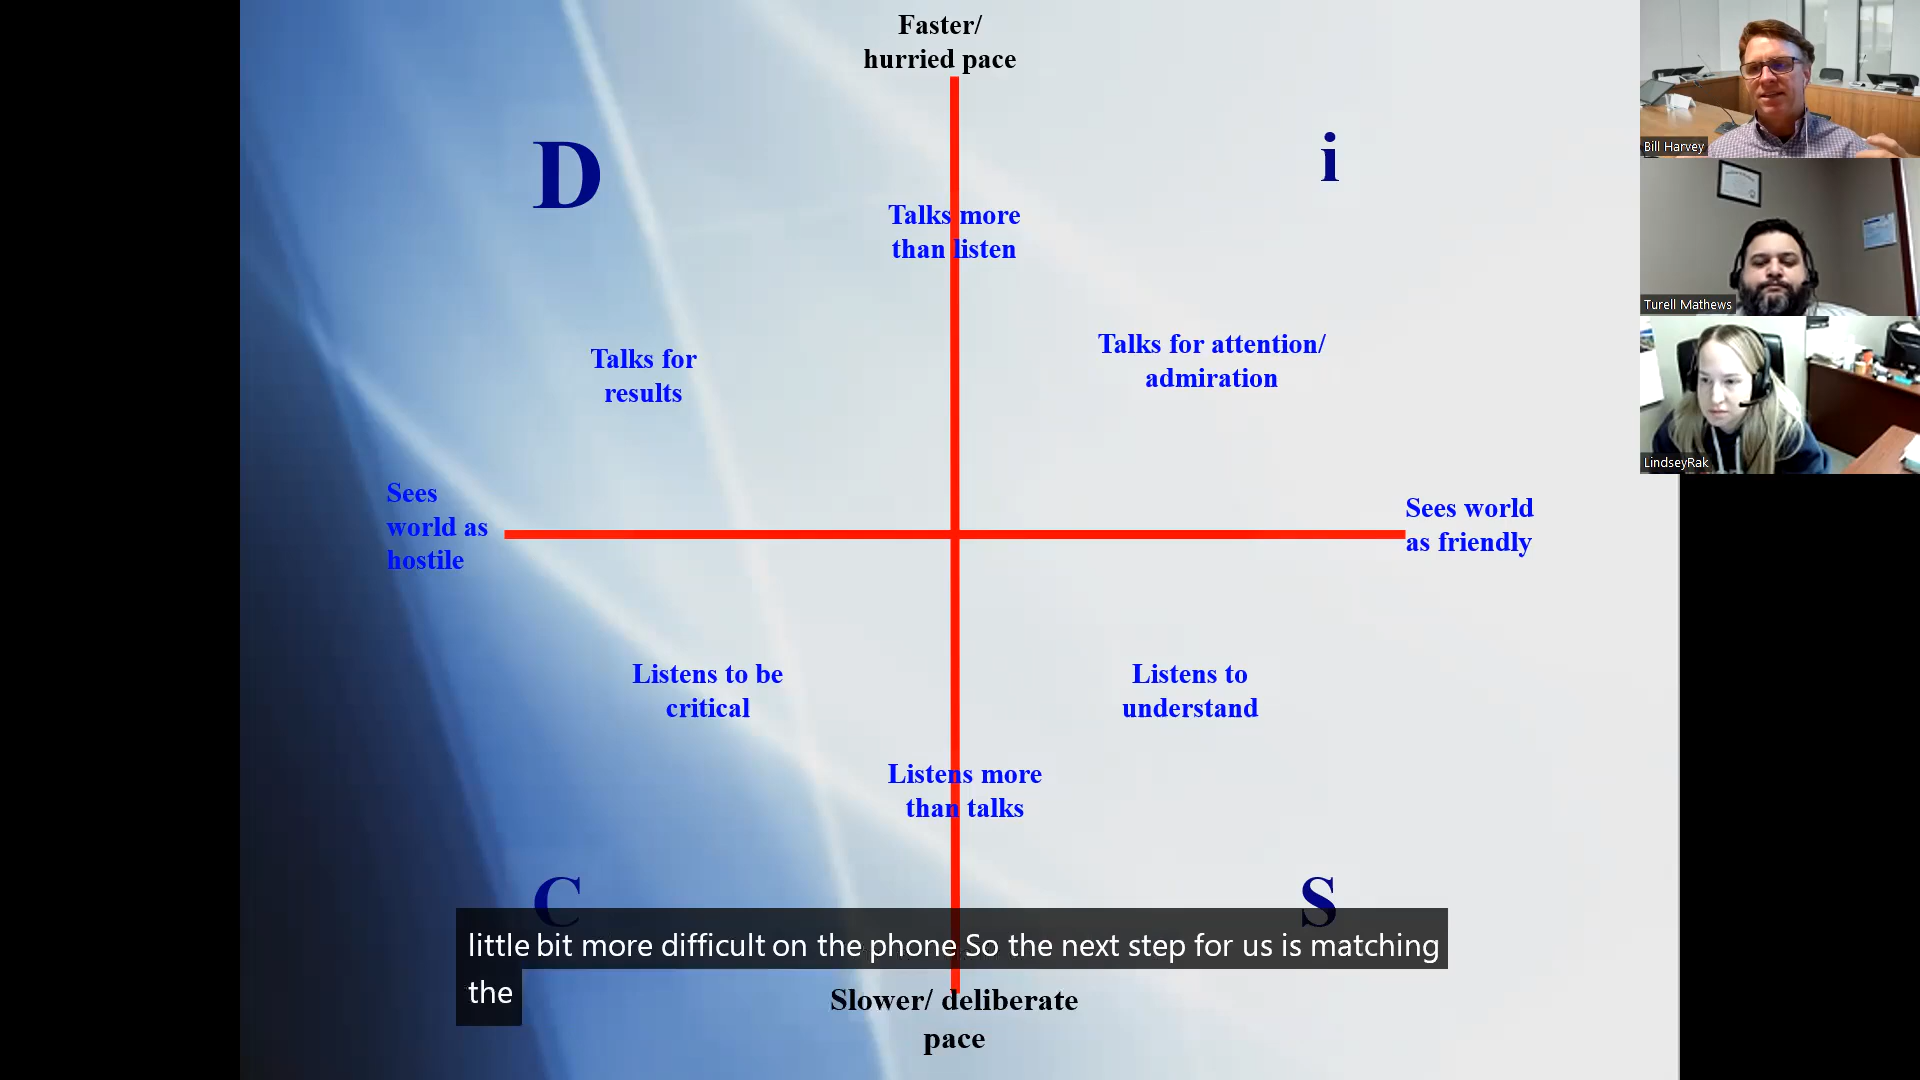 Faster/
hurried pace
D
i
Talks more
than listen
Talks for
results
Talks for attention/
admiration
Sees
world as
hostile
Sees world
as friendly
Listens to be
critical
Listens to
understand
Listens more
than talks
C
S
little bit more difficult on the phone So the next step for us is matching
the
Slower/ deliberate
pace
Bill Harvey
Turell Mathews
LindseyRak